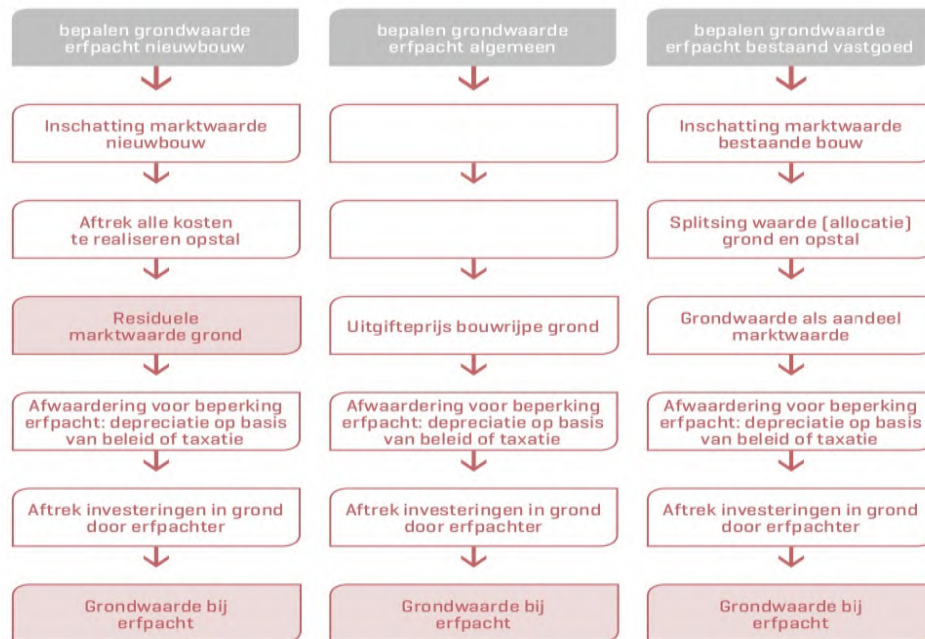 bepalen grondwaarde
erfpacht nieuwbouw
Inschatting marktwaarde
nieuwbouw
Aftrek alle kosten
te realiseren opstal
Residuele
marktwaarde grond
Afwaardering voor beperking
erfpacht: depreciatie op basis
van beleid of taxatie
Aftrek investeringen in grond
door erfpachter
Grondwaarde bij
erfpacht
bepalen grondwaarde
erfpacht algemeen
Uitgifteprijs bouwrijpe grond
Afwaardering voor beperking
erfpacht: depreciatie op basis
van beleid of taxatie
Aftrek investeringen in grond
door erfpachter
Grondwaarde bij
erfpacht
bepalen grondwaarde
erfpacht bestaand vastgoed
Inschatting marktwaarde
bestaande bouw
Splitsing waarde (allocatie)
grond en opstal
Grondwaarde als aandeel
marktwaarde
Afwaardering voor beperking
erfpacht: depreciatie op basis
van beleid of taxatie
Aftrek investeringen in grond
door erfpachter
Grondwaarde bij
erfpacht